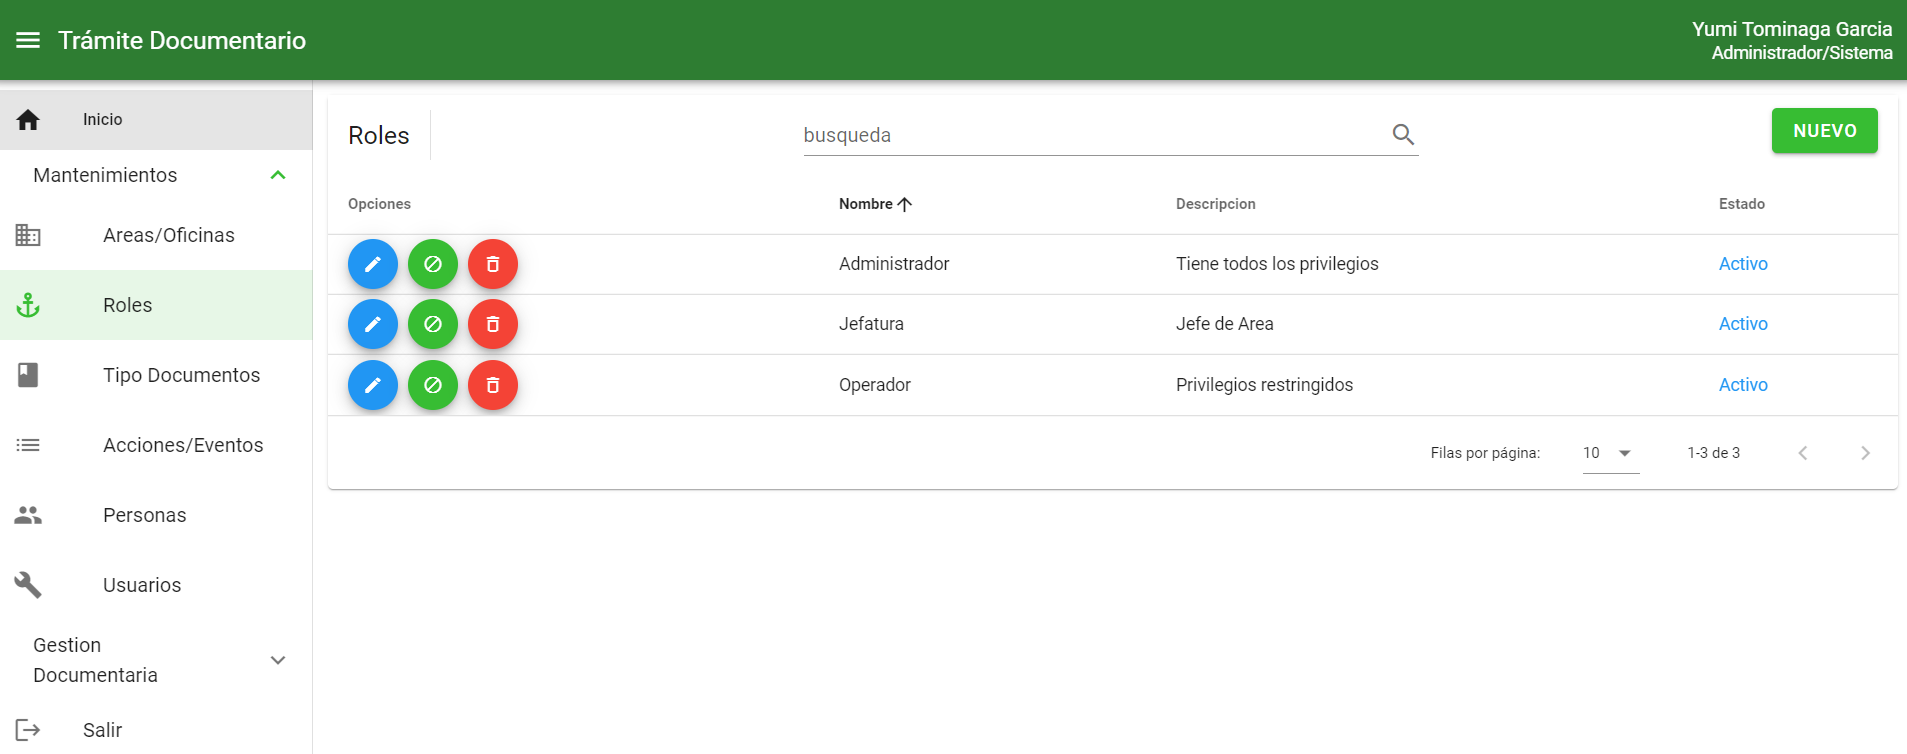 Trámite Documentario
Yumi Tominaga Garcia
Administrador/Sistema
Inicio
Mantenimientos
Areas/Oficinas
Roles
Tipo Documentos
Acciones/Eventos
Personas
Usuarios
Gestion
Documentaria
Salir
Roles
busqueda
NUEVO
Opciones Nombre Descripcion Estado
Administrador Tiene todos los privilegios Activo
Jefatura Jefe de Area Activo
Operador Privilegios restringidos Activo
Filas por página: 10 1-3 de 3